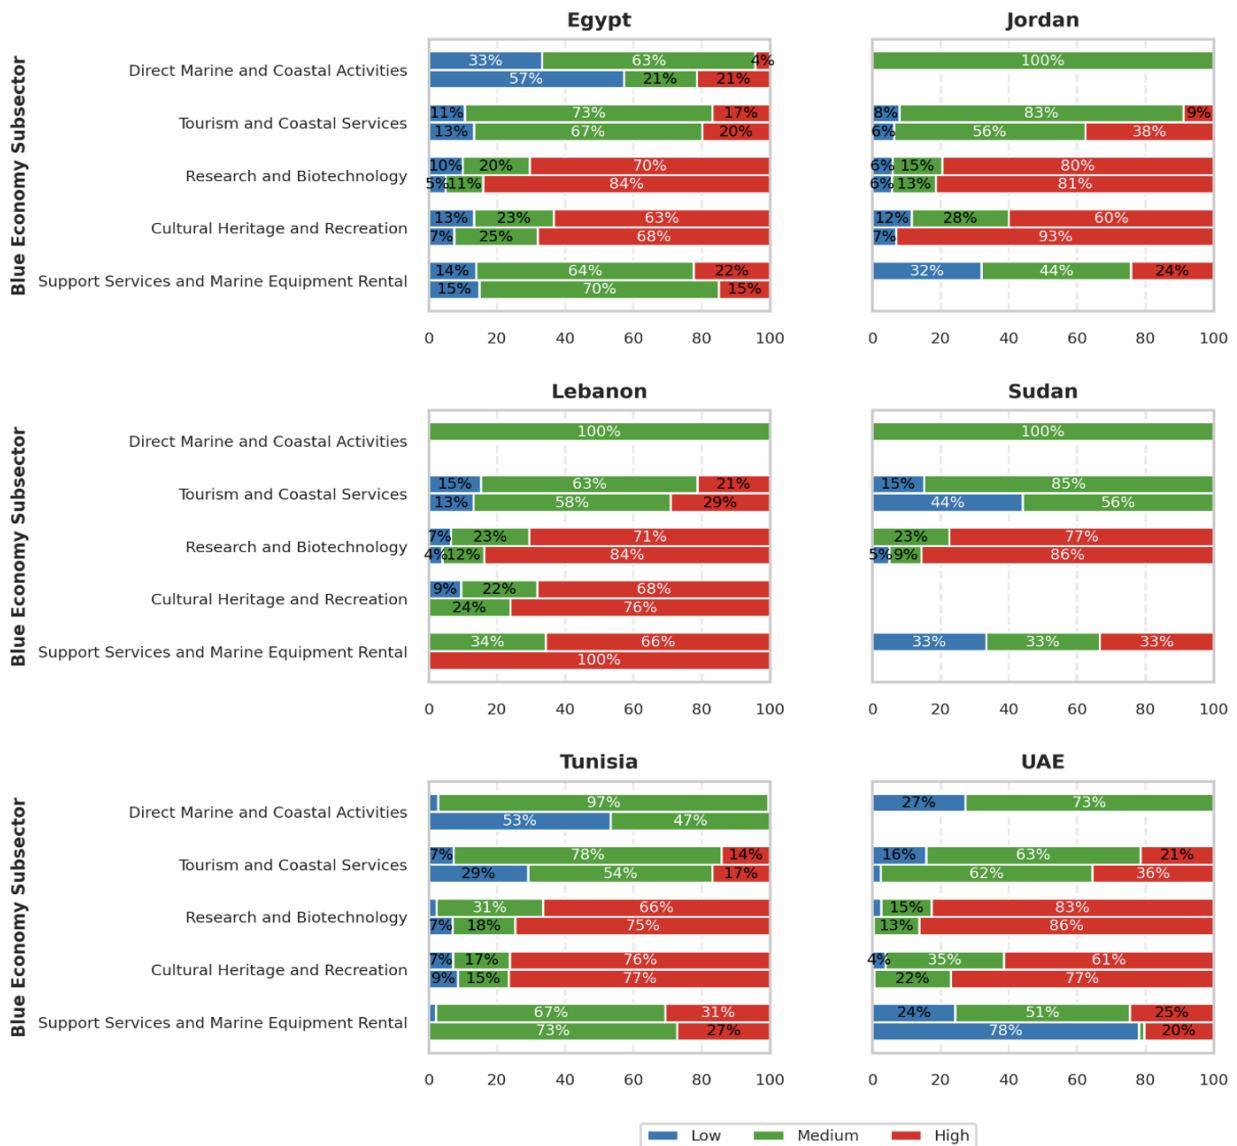 Egypt
Jordan
Blue Economy Subsector
Direct Marine and Coastal Activities
33% 63% 4%
57% 21% 21%
100%
Tourism and Coastal Services
11% 73% 17%
13% 67% 20%
8% 83% 9%
6% 56% 38%
Research and Biotechnology
10% 20% 70%
5% 11% 84%
6% 15% 80%
6% 13% 81%
Cultural Heritage and Recreation
13% 23% 63%
7% 25% 68%
12% 28% 60%
7% 93%
Support Services and Marine Equipment Rental
14% 64% 22%
15% 70% 15%
32% 44% 24%
0 20 40 60 80 100
0 20 40 60 80 100
Lebanon
Sudan
Blue Economy Subsector
Direct Marine and Coastal Activities
100%
100%
Tourism and Coastal Services
15% 63% 21%
13% 58% 29%
15% 85%
44% 56%
Research and Biotechnology
7% 23% 71%
4% 12% 84%
23% 77%
5% 9% 86%
Cultural Heritage and Recreation
9% 22% 68%
24% 76%
Support Services and Marine Equipment Rental
34% 66%
100%
33% 33% 33%
0 20 40 60 80 100
0 20 40 60 80 100
Tunisia
UAE
Blue Economy Subsector
Direct Marine and Coastal Activities
97%
53% 47%
27% 73%
Tourism and Coastal Services
7% 78% 14%
29% 54% 17%
16% 63% 21%
62% 36%
Research and Biotechnology
31% 66%
7% 18% 75%
15% 83%
13% 86%
Cultural Heritage and Recreation
7% 17% 76%
9% 15% 77%
4% 35% 61%
22% 77%
Support Services and Marine Equipment Rental
67% 31%
73% 27%
24% 51% 25%
78% 20%
0 20 40 60 80 100
0 20 40 60 80 100
Low Medium High